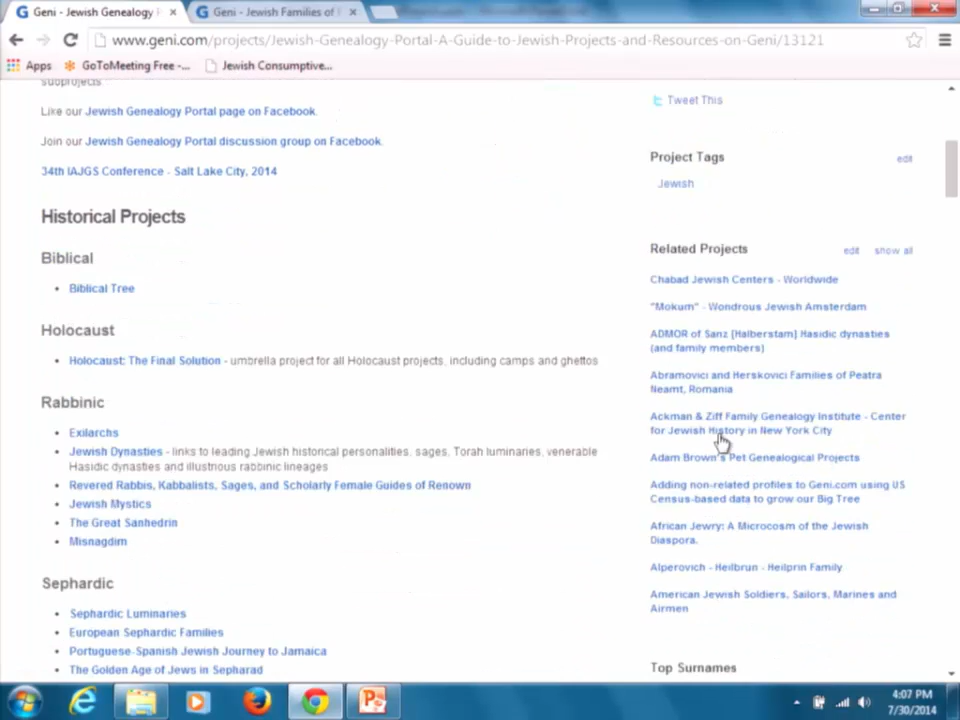 Geni - Jewish Genealogy
Geni - Jewish Families of
www.geni.com/projects/Jewish-Genealogy-Portal-A-Guide-to-Jewish-Projects-and-Resources-on-Geni/13121
Apps
GoToMeeting Free -...
Jewish Consumptive...
subprojects.
Like our Jewish Genealogy Portal page on Facebook.
Join our Jewish Genealogy Portal discussion group on Facebook.
34th IAJGS Conference - Salt Lake City, 2014
Historical Projects
Biblical
• Biblical Tree
Holocaust
• Holocaust: The Final Solution - umbrella project for all Holocaust projects, including camps and ghettos
Rabbinic
• Exilarchs
• Jewish Dynasties - links to leading Jewish historical personalities, sages, Torah luminaries, venerable
Hasidic dynasties and illustrious rabbinic lineages
• Revered Rabbis, Kabbalists, Sages, and Scholarly Female Guides of Renown
• Jewish Mystics
• The Great Sanhedrin
• Misnagdim
Sephardic
• Sephardic Luminaries
• European Sephardic Families
• Portuguese-Spanish Jewish Journey to Jamaica
• The Golden Age of Jews in Sepharad
Tweet This
Project Tags
edit
Jewish
Related Projects
edit show all
Chabad Jewish Centers - Worldwide
"Mokum" - Wondrous Jewish Amsterdam
ADMOR of Sanz [Halberstam] Hasidic dynasties
(and family members)
Abramovici and Herskovici Families of Peatra
Neamt, Romania
Ackman & Ziff Family Genealogy Institute - Center
for Jewish History in New York City
Adam Brown's Pet Genealogical Projects
Adding non-related profiles to Geni.com using US
Census-based data to grow our Big Tree
African Jewry: A Microcosm of the Jewish
Diaspora.
Alperovich - Heilbrun - Heilprin Family
American Jewish Soldiers, Sailors, Marines and
Airmen
Top Surnames
4:07 PM
7/30/2014